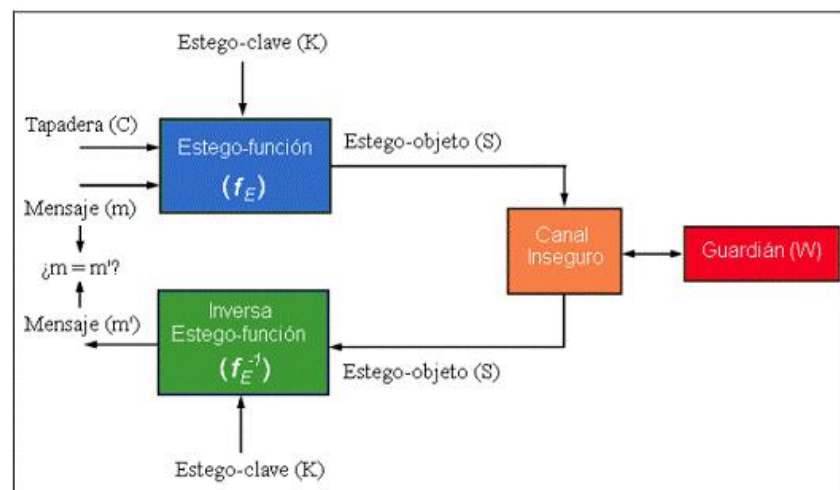 Estego-clave (K)
Tapadera (C)
Estego-función
(fE)
Estego-objeto (S)
Mensaje (m)
Canal
Inseguro
Guardián (W)
¿m = m'?
Inversa
Estego-función
(fE⁻¹)
Mensaje (m')
Estego-objeto (S)
Estego-clave (K)